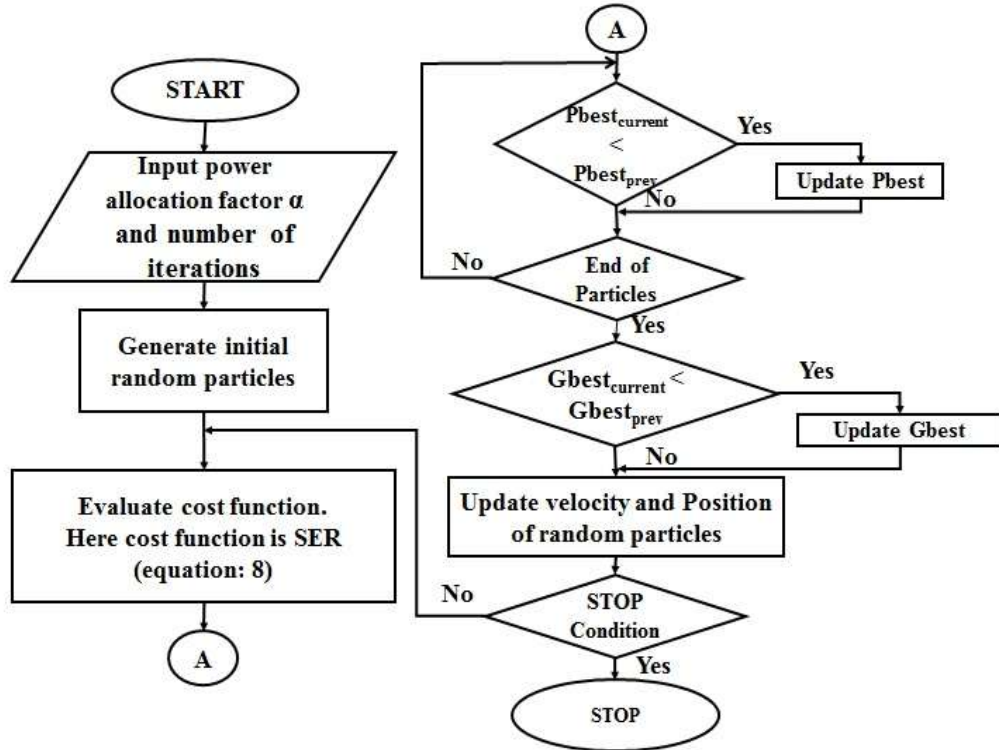 START
Input power
allocation factor α
and number of
iterations
Generate initial
random particles
Evaluate cost function.
Here cost function is SER
(equation: 8)
A
A
Pbestcurrent
<
Pbestprev
Yes
Update Pbest
No
End of
Particles
No
Yes
Gbestcurrent <
Gbestprev
Yes
Update Gbest
No
Update velocity and Position
of random particles
STOP
Condition
No
Yes
STOP